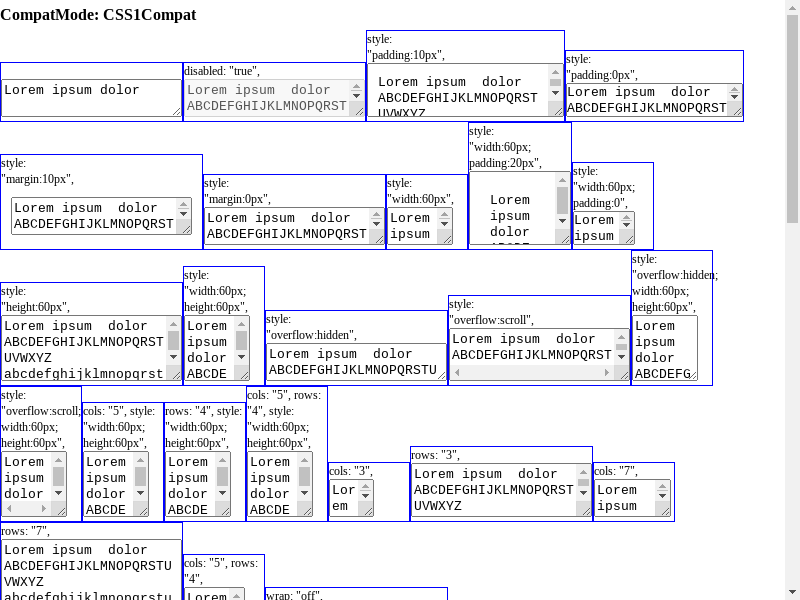 CompatMode: CSS1Compat
Lorem ipsum dolor
disabled: "true",
Lorem ipsum  dolor
ABCDEFGHIJKLMNOPQRST
style:
"padding:10px",
Lorem ipsum  dolor
ABCDEFGHIJKLMNOPQRST
UVWXYZ
style:
"padding:0px",
Lorem ipsum  dolor
ABCDEFGHIJKLMNOPQRST
style:
"margin:10px",
Lorem ipsum  dolor
ABCDEFGHIJKLMNOPQRST
style:
"margin:0px",
Lorem ipsum  dolor
ABCDEFGHIJKLMNOPQRST
style:
"width:60px",
Lorem
ipsum
style:
"width:60px;
padding:20px",
Lorem
ipsum
dolor
ABCDE
style:
"width:60px;
padding:0",
Lorem
ipsum
style:
"height:60px",
Lorem ipsum  dolor
ABCDEFGHIJKLMNOPQRST
UVWXYZ
abcdefghijklmnopqrst
style:
"width:60px;
height:60px",
Lorem
ipsum
dolor
ABCDE
style:
"overflow:hidden",
Lorem ipsum  dolor
ABCDEFGHIJKLMNOPQRSTU
style:
"overflow:scroll",
Lorem ipsum  dolor
ABCDEFGHIJKLMNOPQRST
style:
"overflow:hidden;
width:60px;
height:60px",
Lorem
ipsum
dolor
ABCDEFG
style:
"overflow:scroll;
width:60px;
height:60px",
Lorem
ipsum
dolor
cols: "5", style:
"width:60px;
height:60px",
Lorem
ipsum
dolor
ABCDE
rows: "4", style:
"width:60px;
height:60px",
Lorem
ipsum
dolor
ABCDE
cols: "5", rows:
"4", style:
"width:60px;
height:60px",
Lorem
ipsum
dolor
ABCDE
cols: "3",
Lor
em
rows: "3",
Lorem ipsum  dolor
ABCDEFGHIJKLMNOPQRST
UVWXYZ
cols: "7",
Lorem
ipsum
rows: "7",
Lorem ipsum  dolor
ABCDEFGHIJKLMNOPQRSTU
VWXYZ
abcdefghijklmnopqrstu
cols: "5", rows:
"4",
Lorem
wrap: "off",